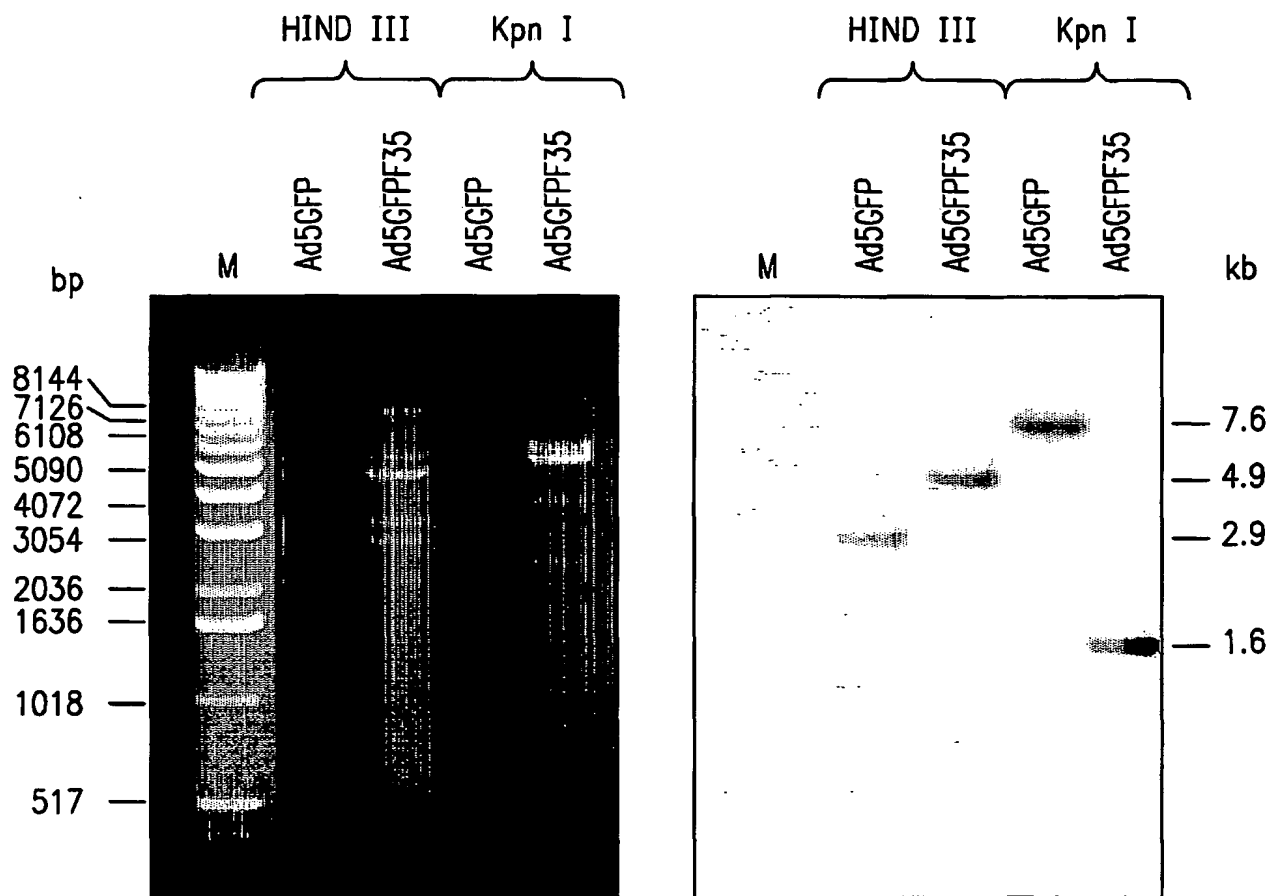 HIND III Kpn I
M Ad5GFP Ad5GFPF35 Ad5GFP Ad5GFPF35
bp
8144
7126
6108
5090
4072
3054
2036
1636
1018
517
HIND III Kpn I
M Ad5GFP Ad5GFPF35 Ad5GFP Ad5GFPF35
kb
7.6
4.9
2.9
1.6